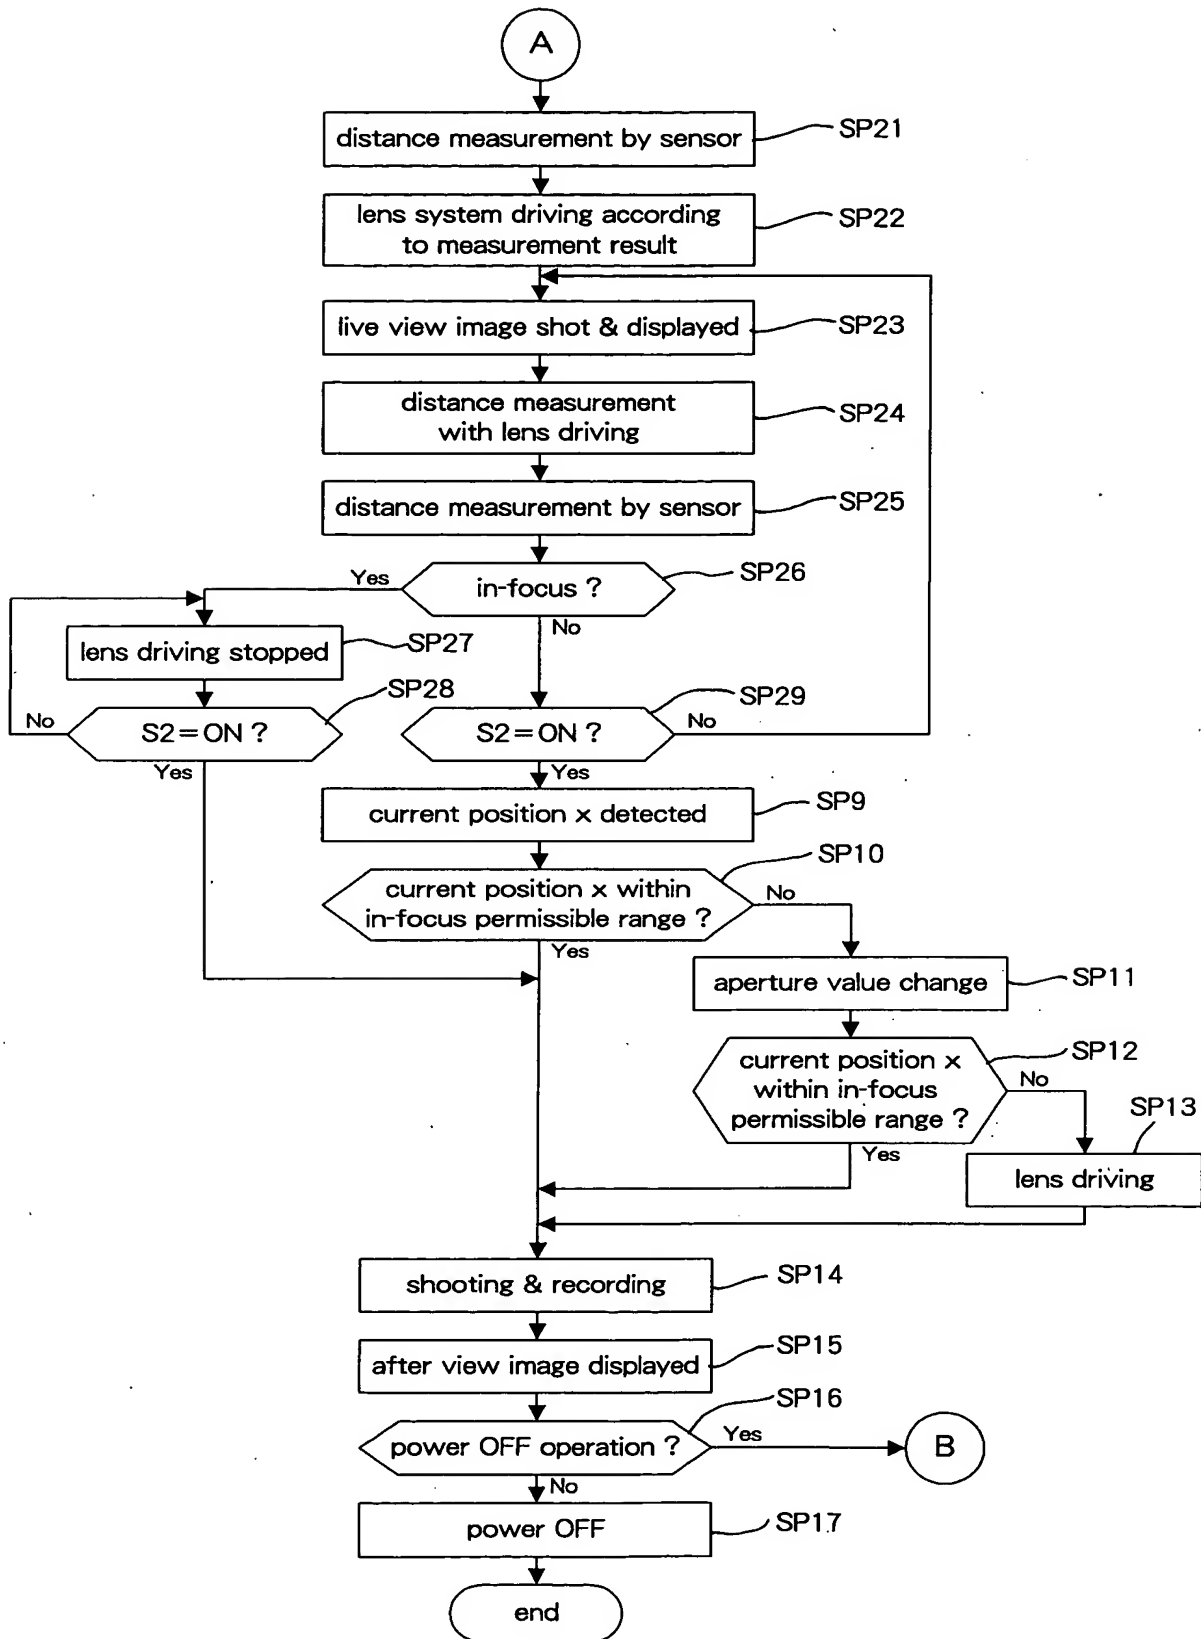 A
distance measurement by sensor
SP21
lens system driving according
to measurement result
SP22
live view image shot & displayed
SP23
distance measurement
with lens driving
SP24
distance measurement by sensor
SP25
in-focus ?
SP26
Yes
No
lens driving stopped
SP27
S2=ON ?
SP28
No
Yes
S2=ON ?
SP29
No
Yes
current position x detected
SP9
current position x within
in-focus permissible range ?
SP10
No
Yes
aperture value change
SP11
current position x
within in-focus
permissible range ?
SP12
No
Yes
SP13
lens driving
shooting & recording
SP14
after view image displayed
SP15
power OFF operation ?
SP16
Yes
B
No
power OFF
SP17
end